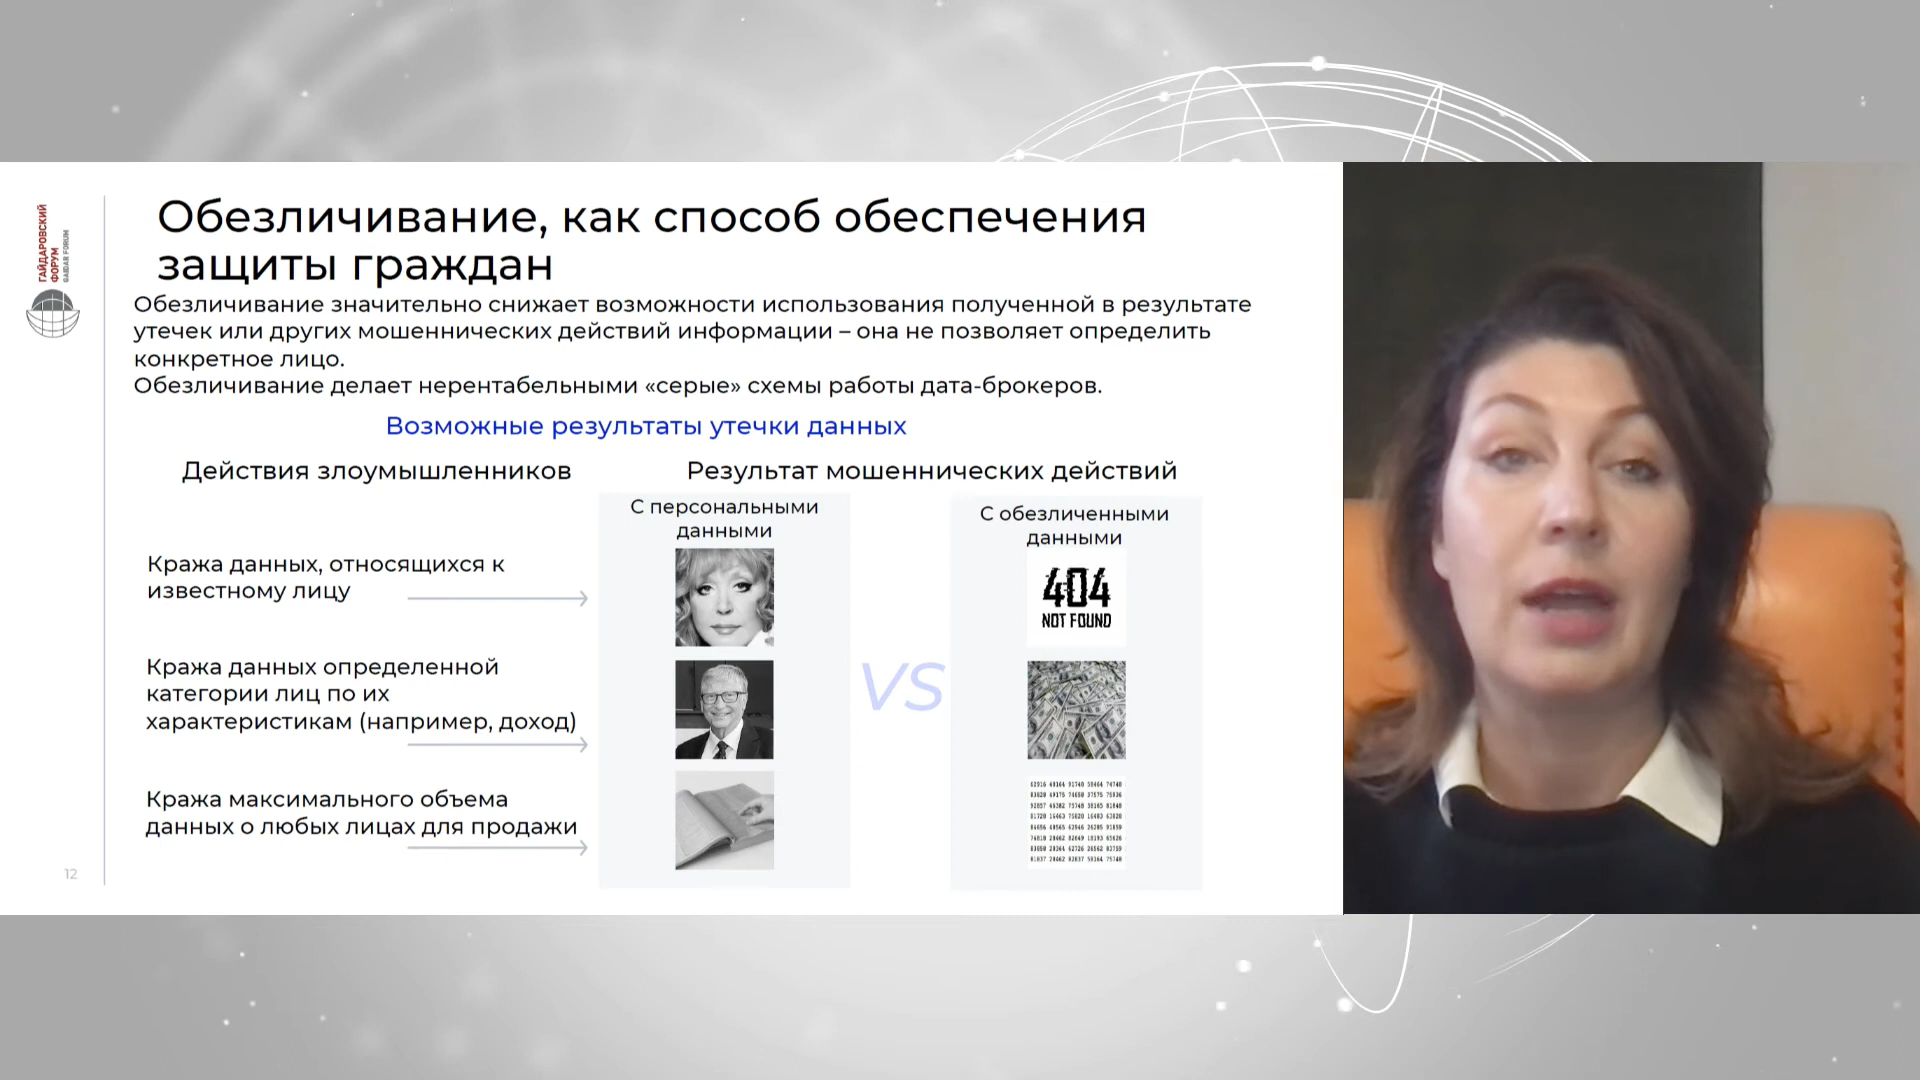 ГАЙДАРОВСКИЙ
ФОРУМ
GAIDAR FORUM
Обезличивание, как способ обеспечения
защиты граждан
Обезличивание значительно снижает возможности использования полученной в результате
утечек или других мошеннических действий информации – она не позволяет определить
конкретное лицо.
Обезличивание делает нерентабельными «серые» схемы работы дата-брокеров.
Возможные результаты утечки данных
Действия злоумышленников
Результат мошеннических действий
С персональными
данными
С обезличенными
данными
Кража данных, относящихся к
известному лицу
404
NOT FOUND
Кража данных определенной
категории лиц по их
характеристикам (например, доход)
VS
Кража максимального объема
данных о любых лицах для продажи
12